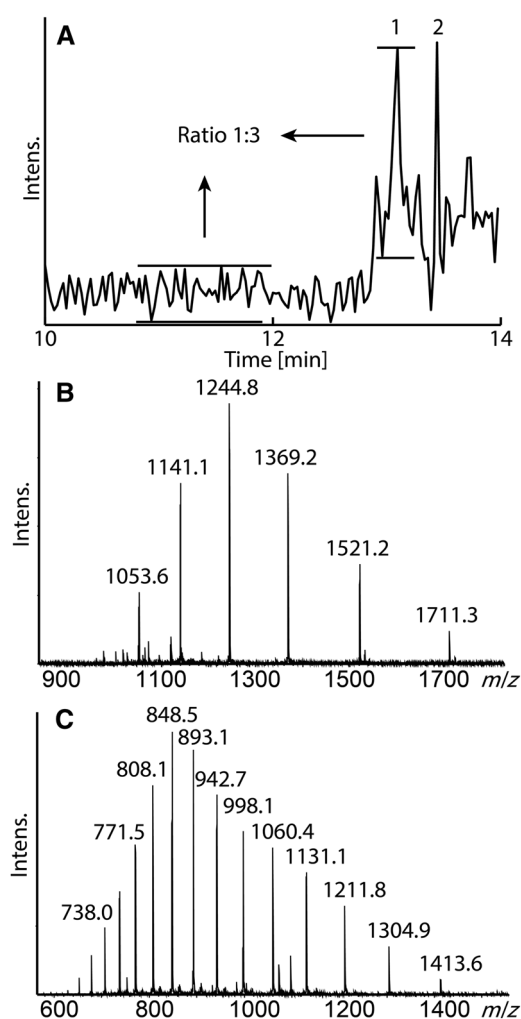 A
1 2
Ratio 1:3
Intens.
10 12 14
Time [min]
B
1244.8
1141.1
1369.2
1053.6
1521.2
1711.3
Intens.
900 1100 1300 1500 1700 m/z
C
848.5
893.1
808.1
942.7
998.1
771.5
1060.4
1131.1
738.0
1211.8
1304.9
1413.6
Intens.
600 800 1000 1200 1400 m/z